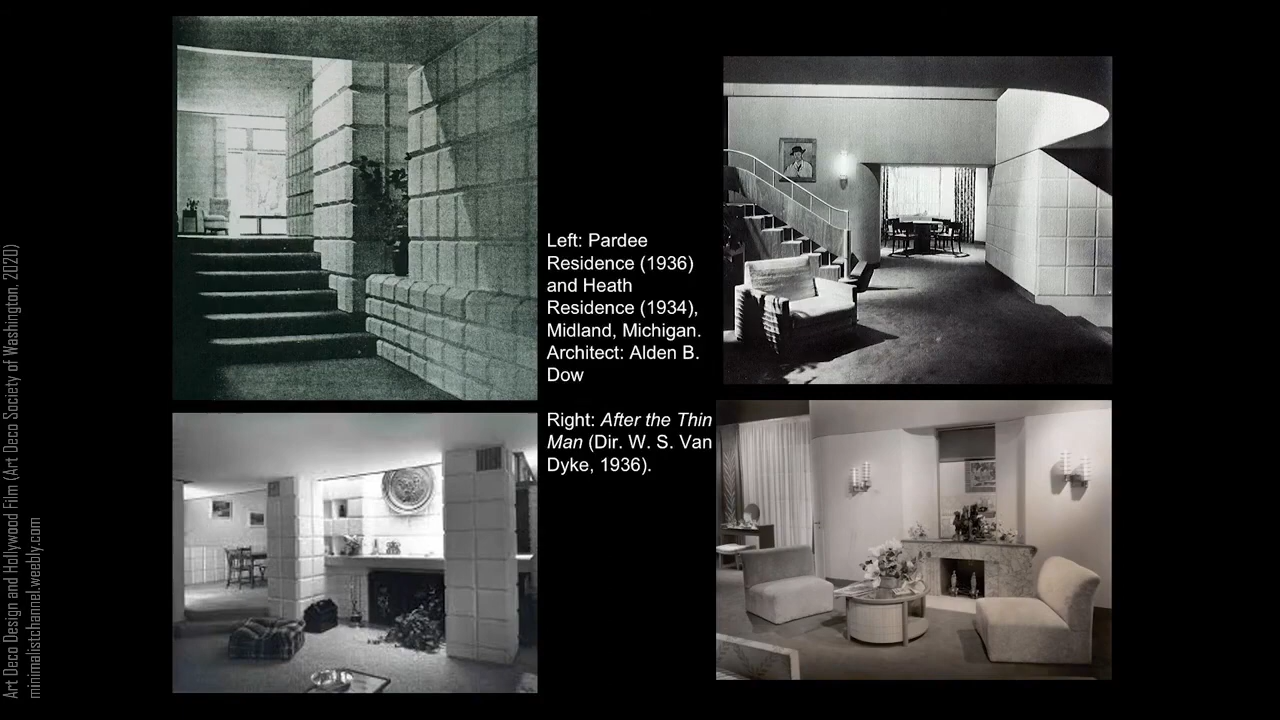 Left: Pardee
Residence (1936)
and Heath
Residence (1934),
Midland, Michigan.
Architect: Alden B.
Dow
Right: After the Thin
Man (Dir. W. S. Van
Dyke, 1936).
Art Deco Design and Hollywood Film (Art Deco Society of Washington, 2020)
minimalistchannel.weebly.com